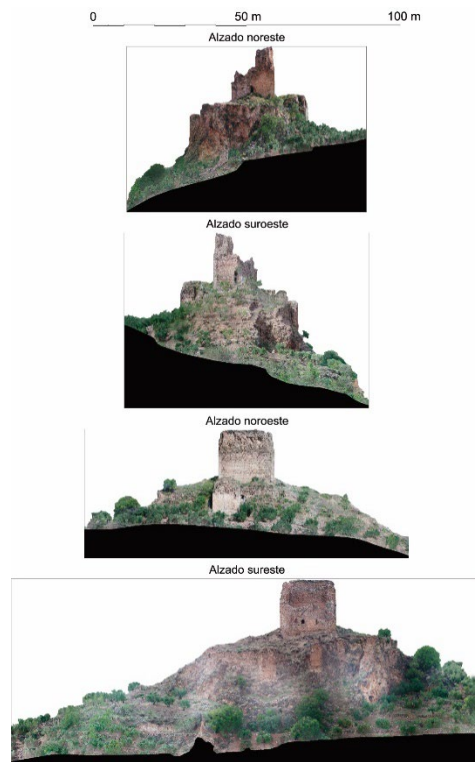 0 50 m 100 m
Alzado noreste
Alzado suroeste
Alzado noroeste
Alzado sureste